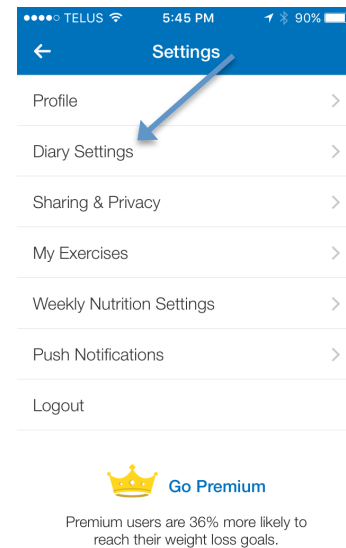 TELUS 5:45 PM 90%
Settings
Profile
Diary Settings
Sharing & Privacy
My Exercises
Weekly Nutrition Settings
Push Notifications
Logout
Go Premium
Premium users are 36% more likely to
reach their weight loss goals.